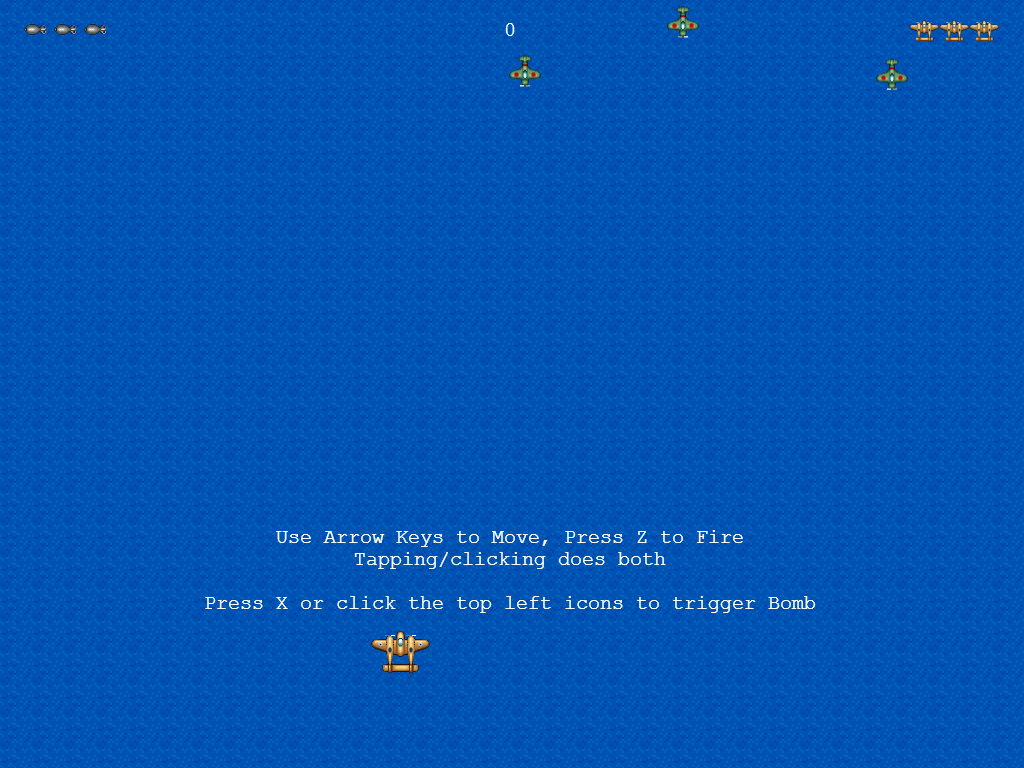 0
Use Arrow Keys to Move, Press Z to Fire
Tapping/clicking does both
Press X or click the top left icons to trigger Bomb